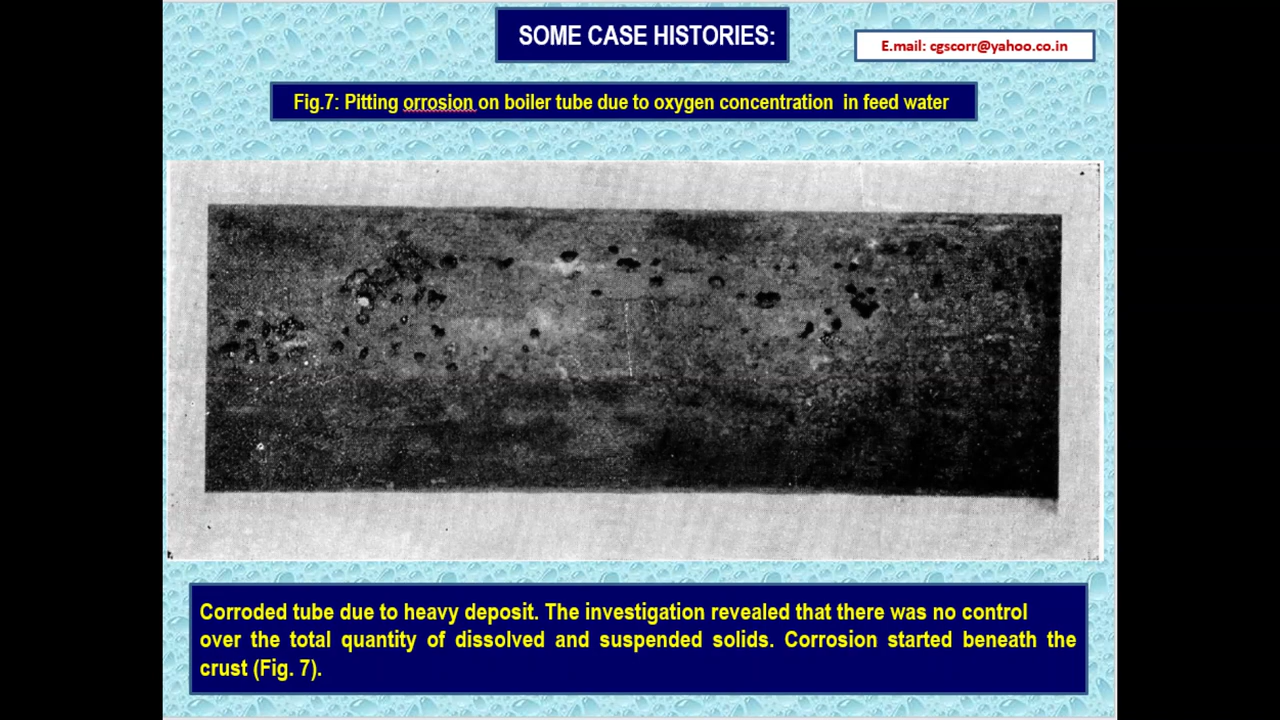 SOME CASE HISTORIES:
E.mail: cgscorr@yahoo.co.in
Fig.7: Pitting orrosion on boiler tube due to oxygen concentration in feed water
Corroded tube due to heavy deposit. The investigation revealed that there was no control
over the total quantity of dissolved and suspended solids. Corrosion started beneath the
crust (Fig. 7).